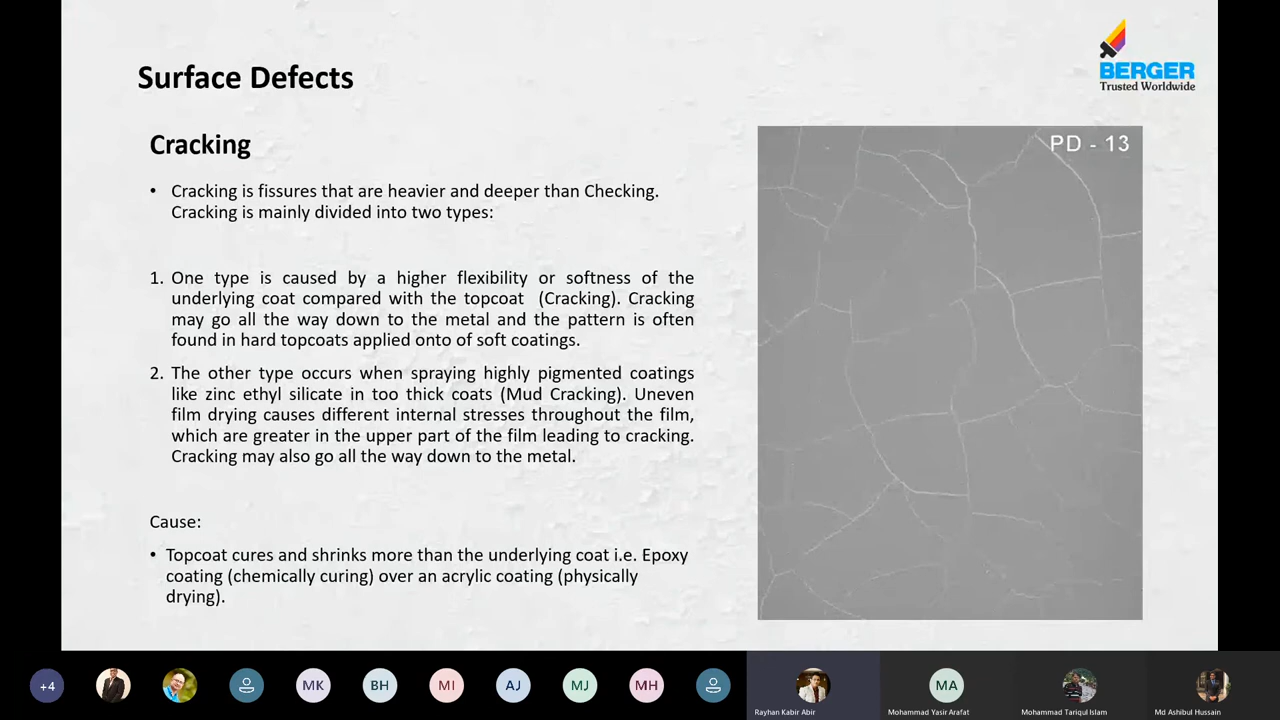 Surface Defects
BERGER
Trusted Worldwide
Cracking
PD - 13
• Cracking is fissures that are heavier and deeper than Checking.
Cracking is mainly divided into two types:
1. One type is caused by a higher flexibility or softness of the
underlying coat compared with the topcoat (Cracking). Cracking
may go all the way down to the metal and the pattern is often
found in hard topcoats applied onto of soft coatings.
2. The other type occurs when spraying highly pigmented coatings
like zinc ethyl silicate in too thick coats (Mud Cracking). Uneven
film drying causes different internal stresses throughout the film,
which are greater in the upper part of the film leading to cracking.
Cracking may also go all the way down to the metal.
Cause:
• Topcoat cures and shrinks more than the underlying coat i.e. Epoxy
coating (chemically curing) over an acrylic coating (physically
drying).
+4
MK
BH
MI
AJ
MJ
MH
Rayhan Kabir Abir
MA
Mohammad Yasir Arafat
Mohammad Tariqul Islam
Md Ashibul Hussain